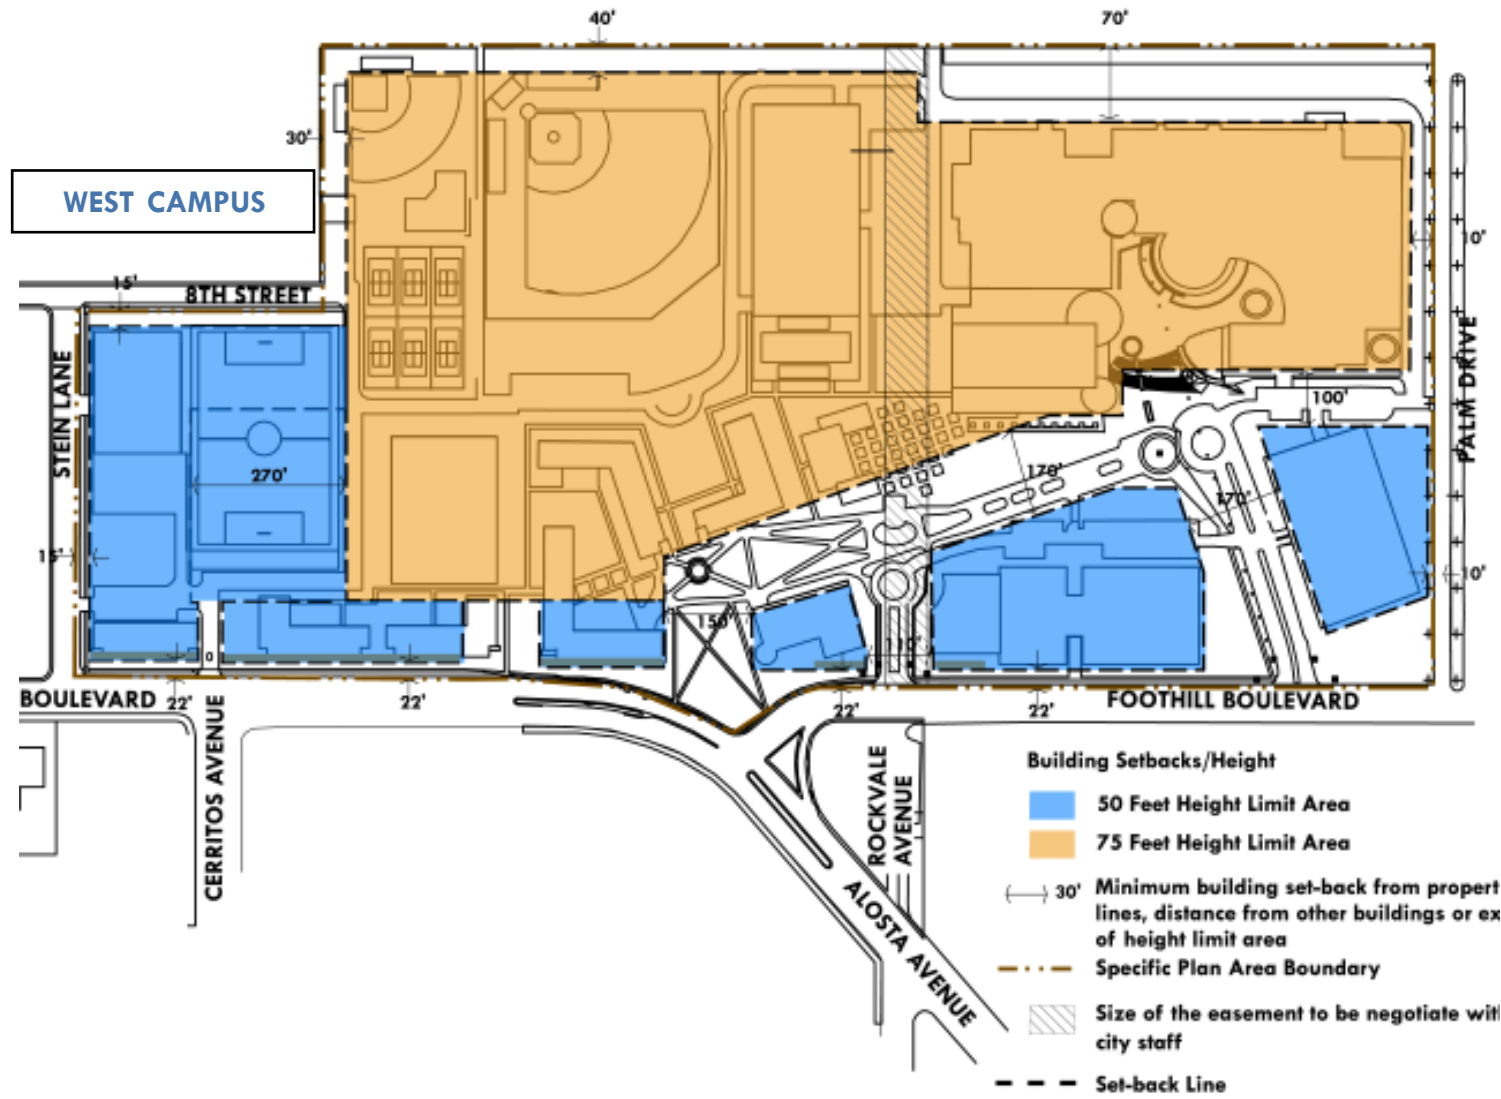 40'
70'
30'
WEST CAMPUS
10'
15'
8TH STREET
STEIN LANE
PALM DRIVE
100'
270'
170'
170'
15'
10'
150'
110'
BOULEVARD
22'
22'
22'
22'
FOOTHILL BOULEVARD
CERRITOS AVENUE
ROCKVALE
AVENUE
ALOSTA AVENUE
Building Setbacks/Height
50 Feet Height Limit Area
75 Feet Height Limit Area
30' Minimum building set-back from propert
lines, distance from other buildings or ex
of height limit area
Specific Plan Area Boundary
Size of the easement to be negotiate wit
city staff
Set-back Line